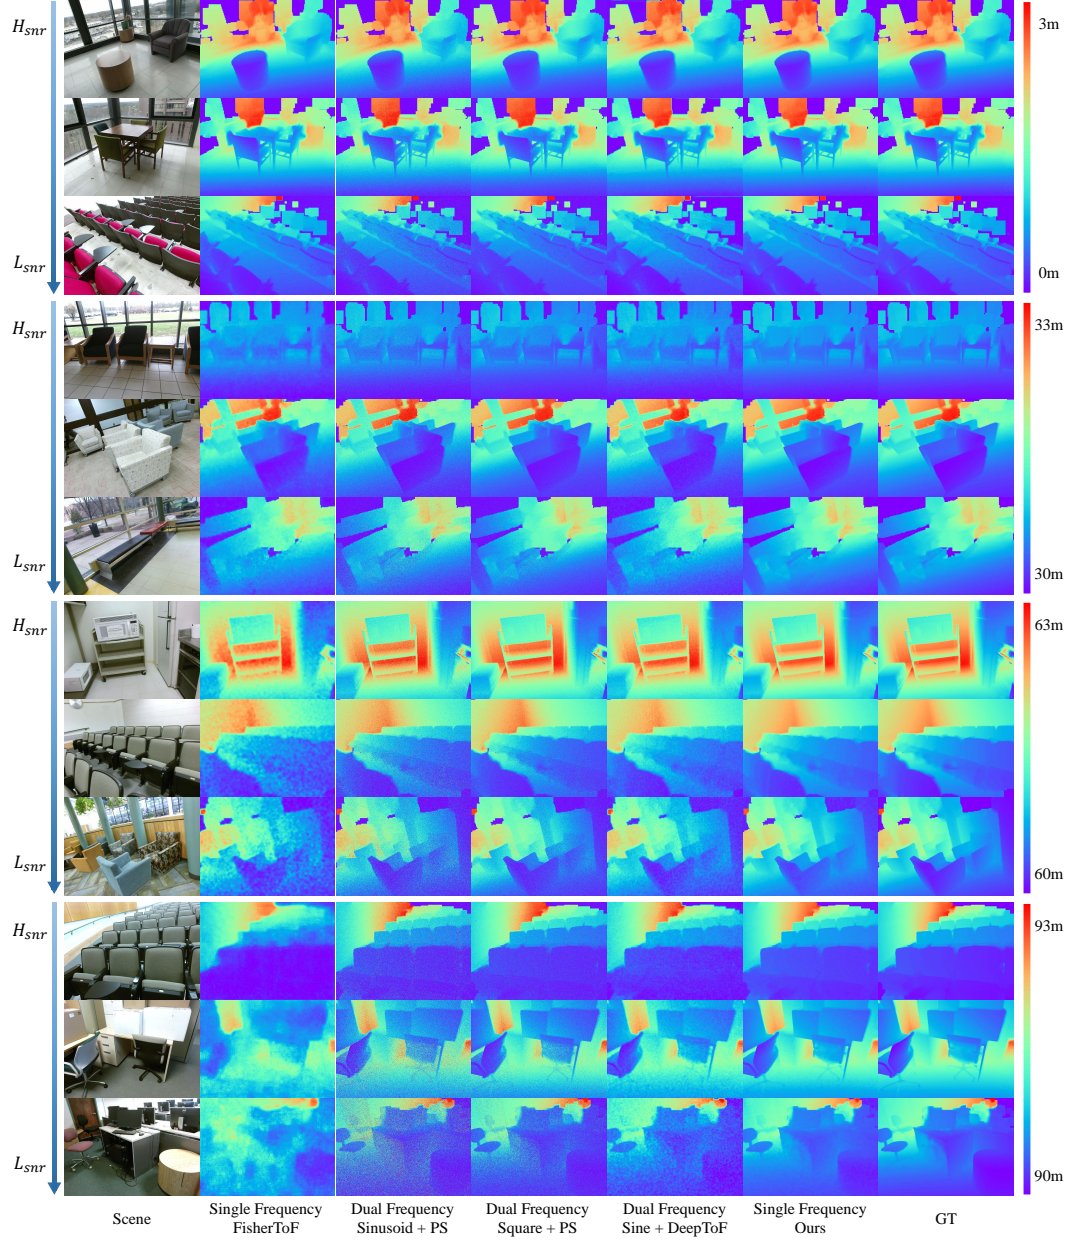 H_snr
3m
L_snr
0m
H_snr
33m
L_snr
30m
H_snr
63m
L_snr
60m
H_snr
93m
L_snr
90m
Scene
Single Frequency
FisherToF
Dual Frequency
Sinusoid + PS
Dual Frequency
Square + PS
Dual Frequency
Sine + DeepToF
Single Frequency
Ours
GT